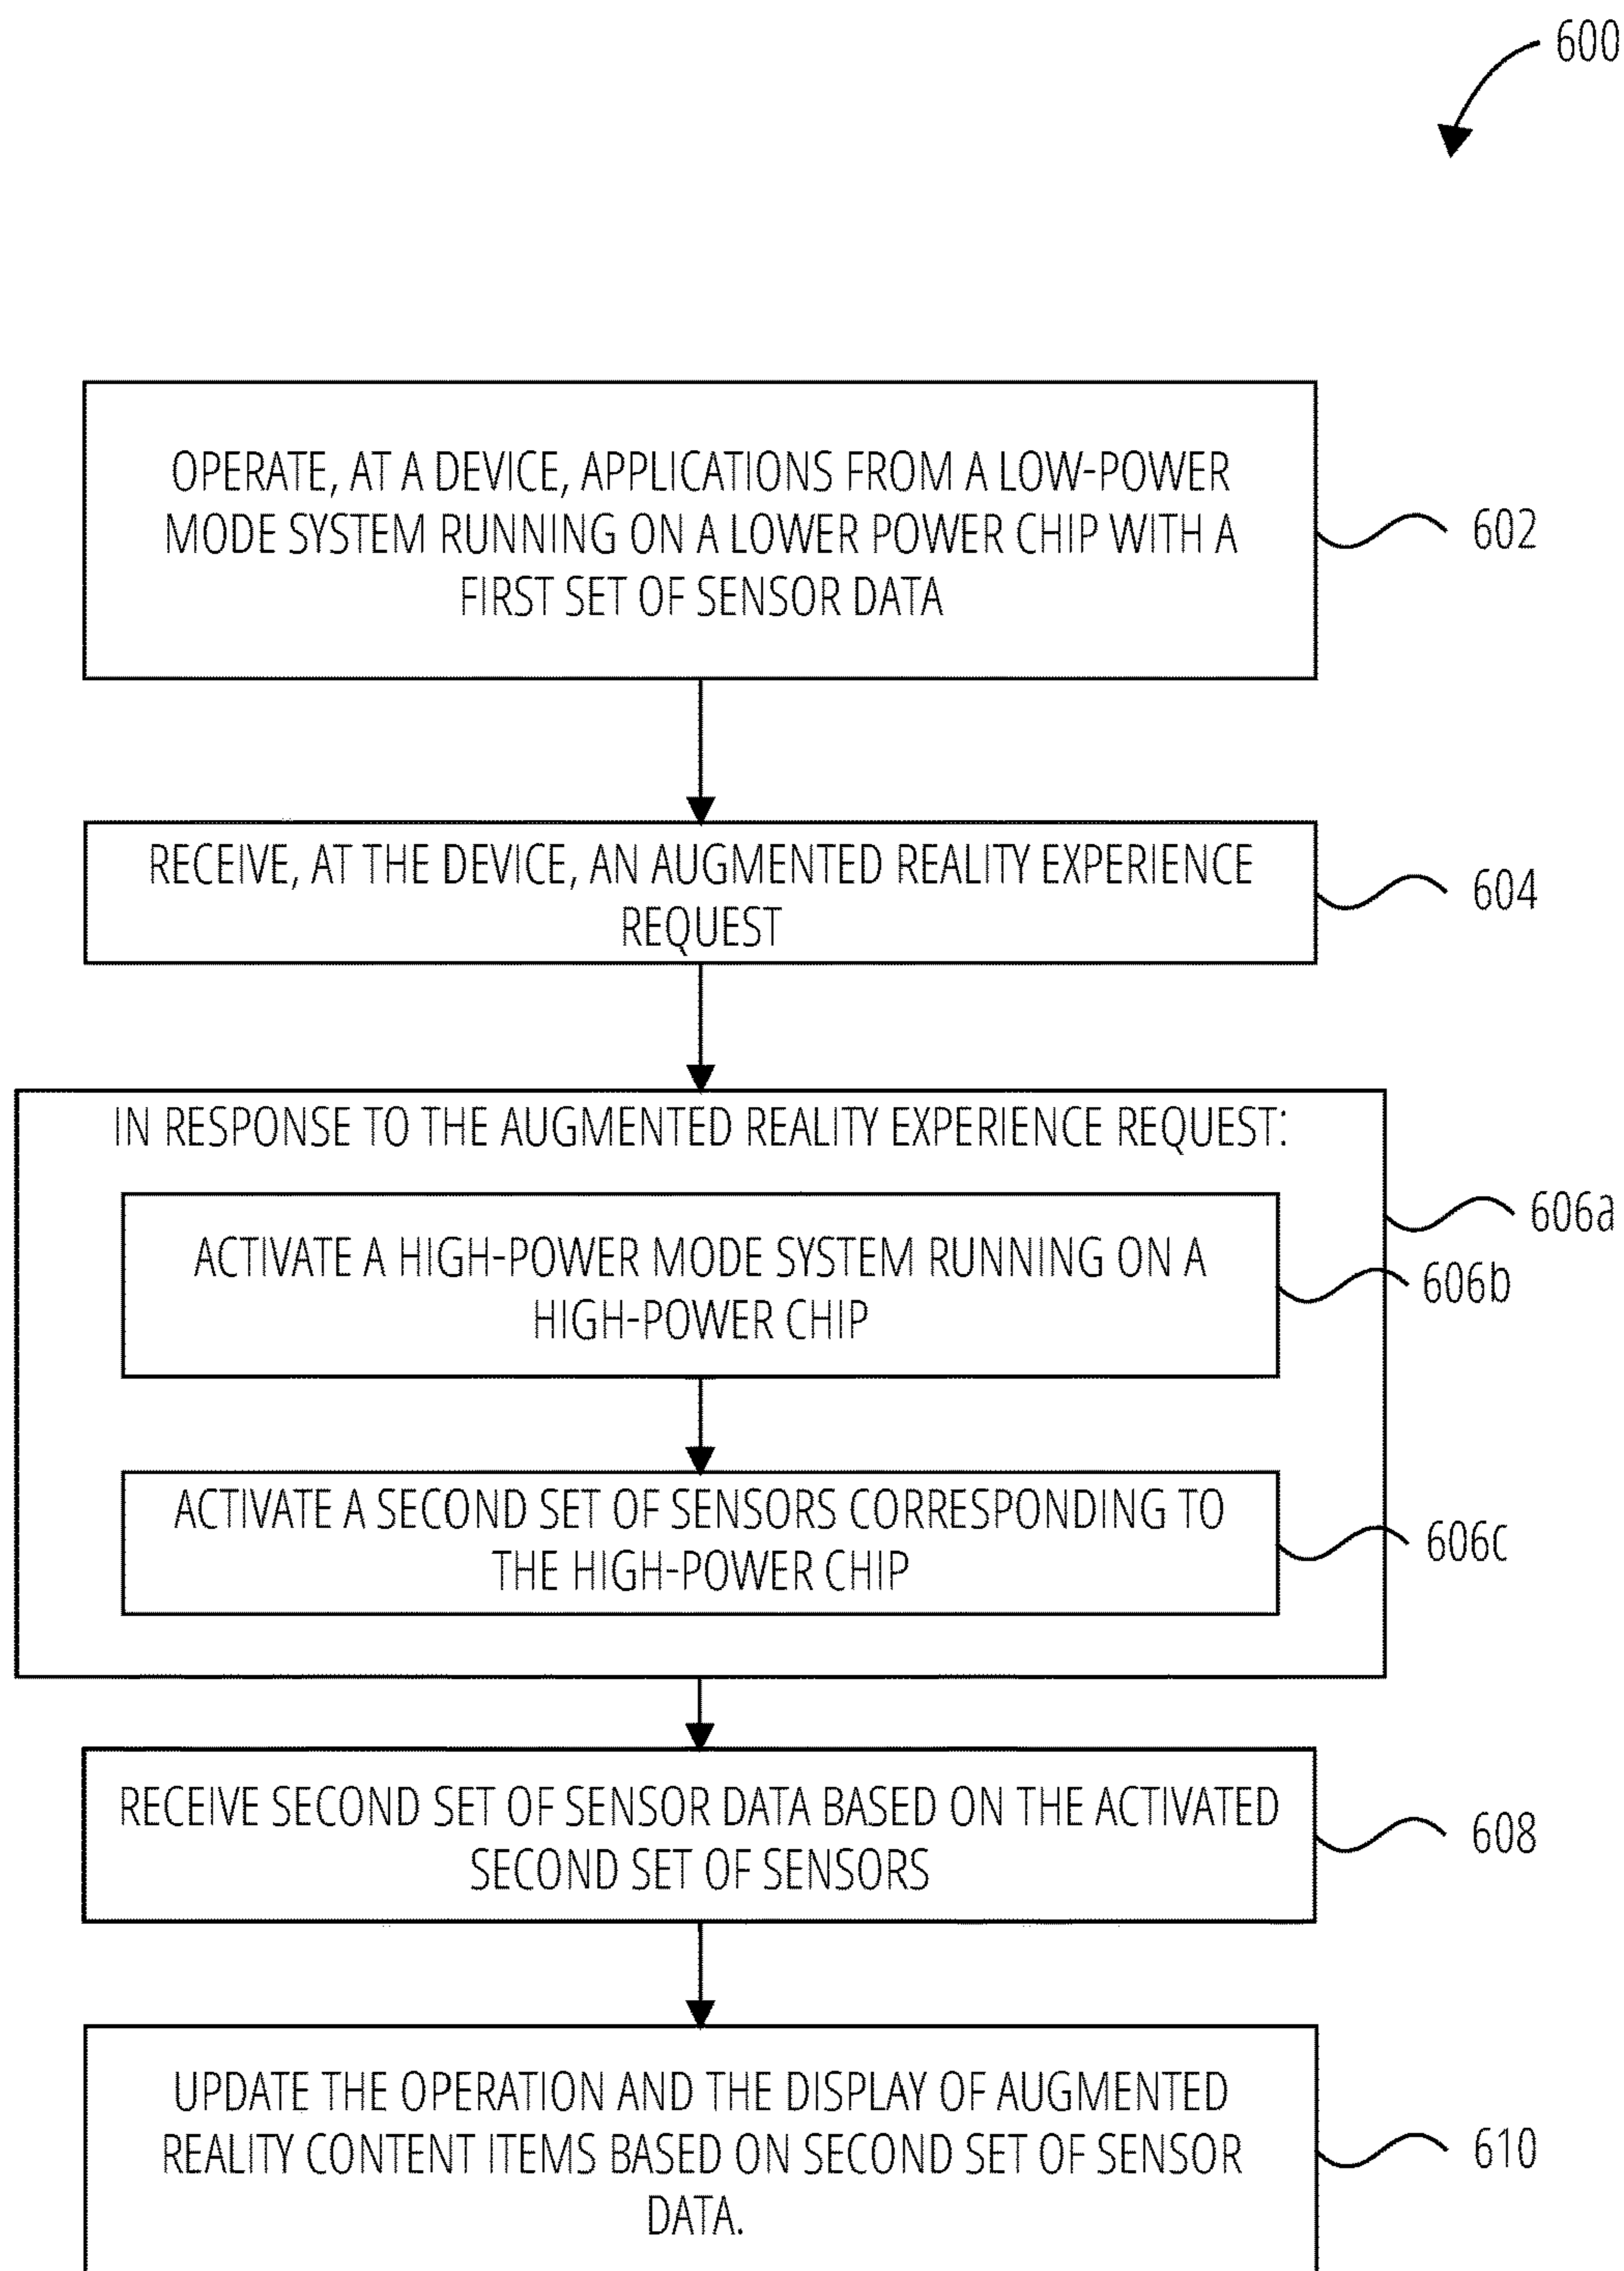 600
OPERATE, AT A DEVICE, APPLICATIONS FROM A LOW-POWER
MODE SYSTEM RUNNING ON A LOWER POWER CHIP WITH A
FIRST SET OF SENSOR DATA
602
RECEIVE, AT THE DEVICE, AN AUGMENTED REALITY EXPERIENCE
REQUEST
604
IN RESPONSE TO THE AUGMENTED REALITY EXPERIENCE REQUEST:
606a
ACTIVATE A HIGH-POWER MODE SYSTEM RUNNING ON A
HIGH-POWER CHIP
606b
ACTIVATE A SECOND SET OF SENSORS CORRESPONDING TO
THE HIGH-POWER CHIP
606c
RECEIVE SECOND SET OF SENSOR DATA BASED ON THE ACTIVATED
SECOND SET OF SENSORS
608
UPDATE THE OPERATION AND THE DISPLAY OF AUGMENTED
REALITY CONTENT ITEMS BASED ON SECOND SET OF SENSOR
DATA.
610